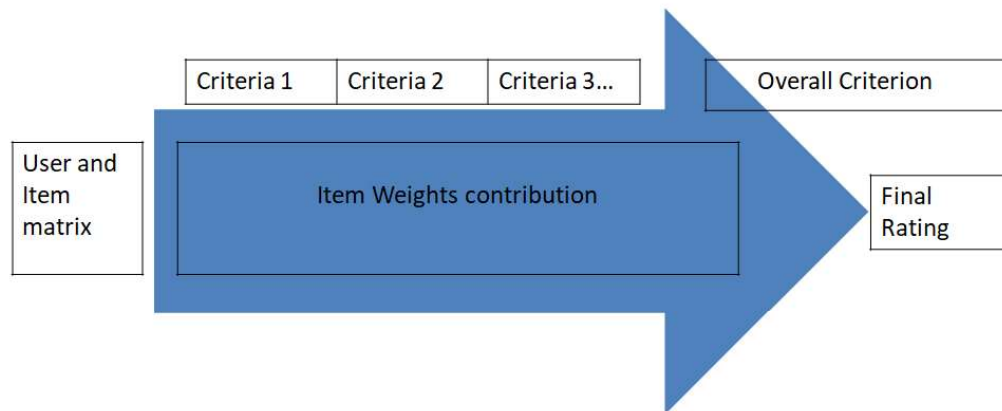 Criteria 1 Criteria 2 Criteria 3... Overall Criterion
User and
Item
matrix
Item Weights contribution
Final
Rating